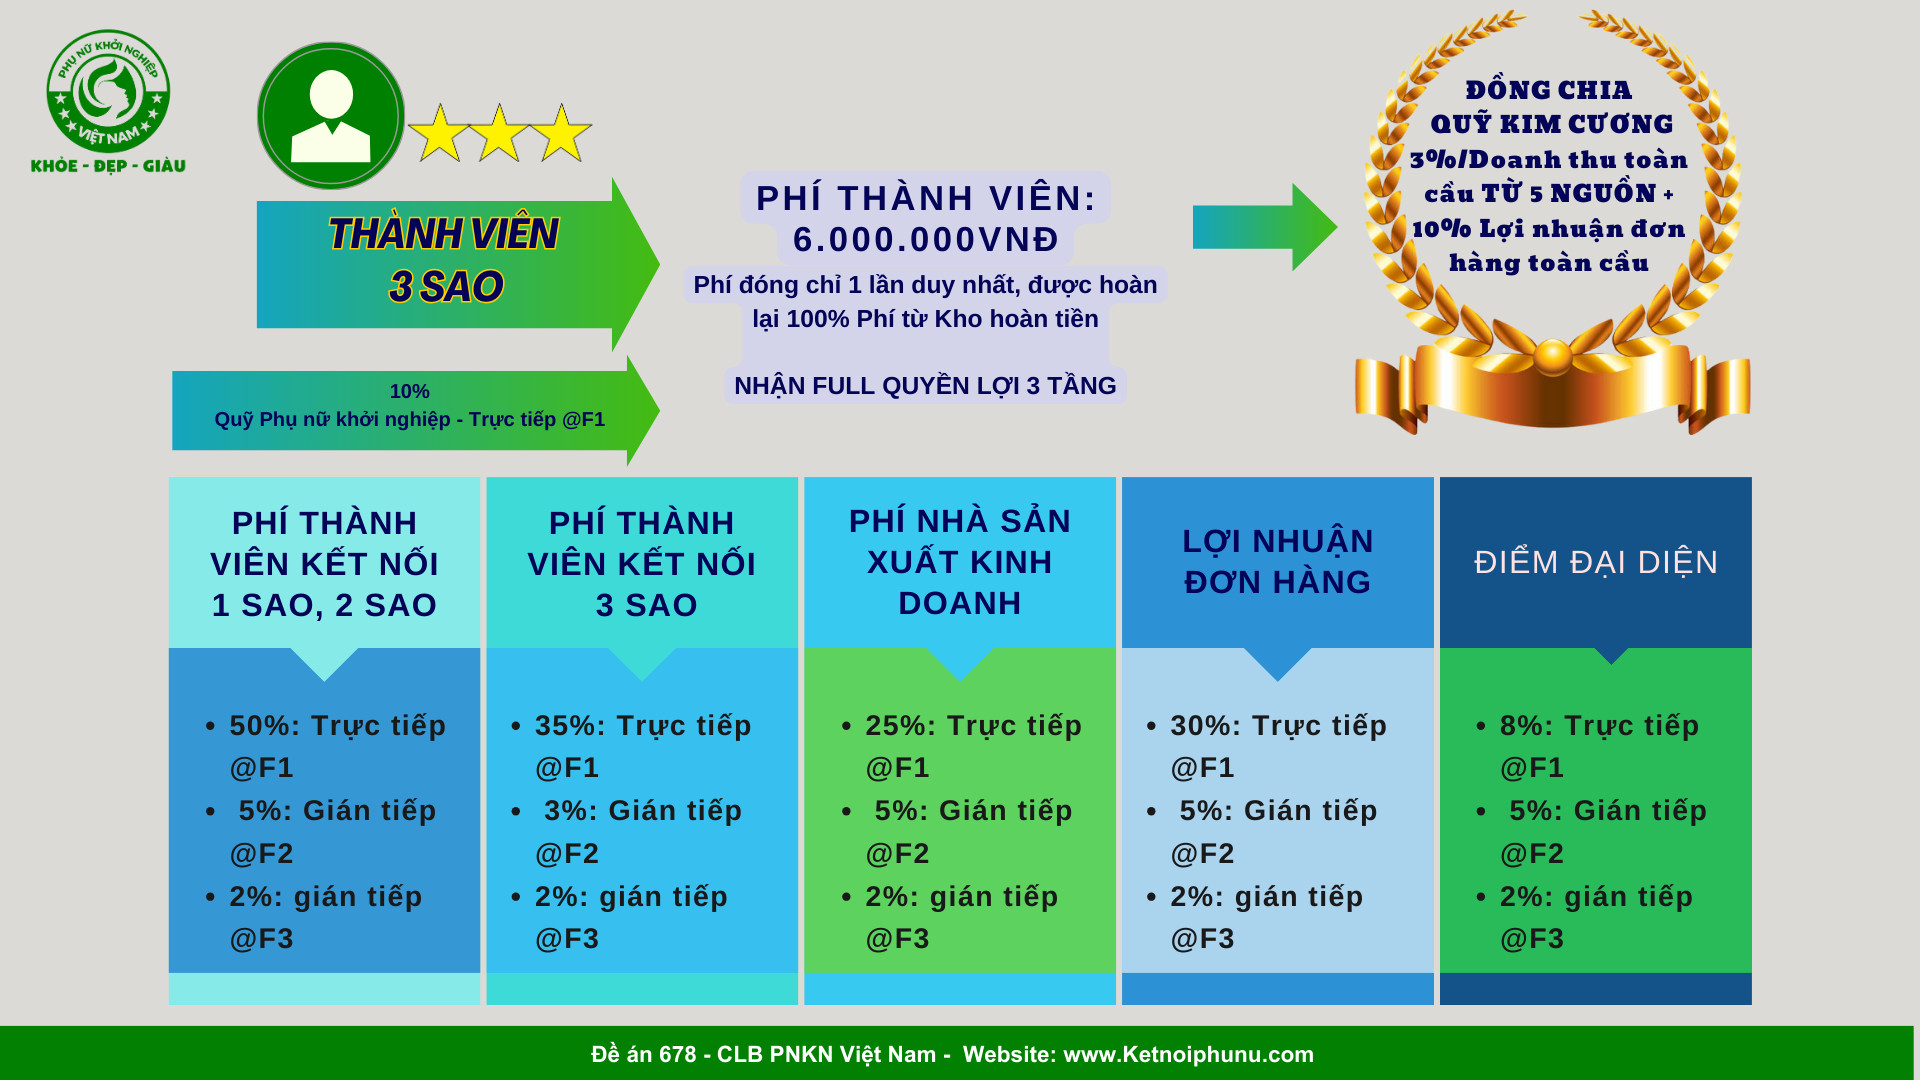 PHỤ NỮ KHỞI NGHIỆP
VIỆT NAM
KHỎE - ĐẸP - GIÀU
THÀNH VIÊN
3 SAO
10%
Quỹ Phụ nữ khởi nghiệp - Trực tiếp @F1
PHÍ THÀNH VIÊN:
6.000.000VNĐ
Phí đóng chỉ 1 lần duy nhất, được hoàn
lại 100% Phí từ Kho hoàn tiền
NHẬN FULL QUYỀN LỢI 3 TẦNG
ĐỒNG CHIA
QUỸ KIM CƯƠNG
3%/Doanh thu toàn
cầu TỪ 5 NGUỒN +
10% Lợi nhuận đơn
hàng toàn cầu
PHÍ THÀNH
VIÊN KẾT NỐI
1 SAO, 2 SAO
• 50%: Trực tiếp
@F1
• 5%: Gián tiếp
@F2
• 2%: gián tiếp
@F3
PHÍ THÀNH
VIÊN KẾT NỐI
3 SAO
• 35%: Trực tiếp
@F1
• 3%: Gián tiếp
@F2
• 2%: gián tiếp
@F3
PHÍ NHÀ SẢN
XUẤT KINH
DOANH
• 25%: Trực tiếp
@F1
• 5%: Gián tiếp
@F2
• 2%: gián tiếp
@F3
LỢI NHUẬN
ĐƠN HÀNG
• 30%: Trực tiếp
@F1
• 5%: Gián tiếp
@F2
• 2%: gián tiếp
@F3
ĐIỂM ĐẠI DIỆN
• 8%: Trực tiếp
@F1
• 5%: Gián tiếp
@F2
• 2%: gián tiếp
@F3
Đề án 678 - CLB PNKN Việt Nam - Website: www.Ketnoiphunu.com